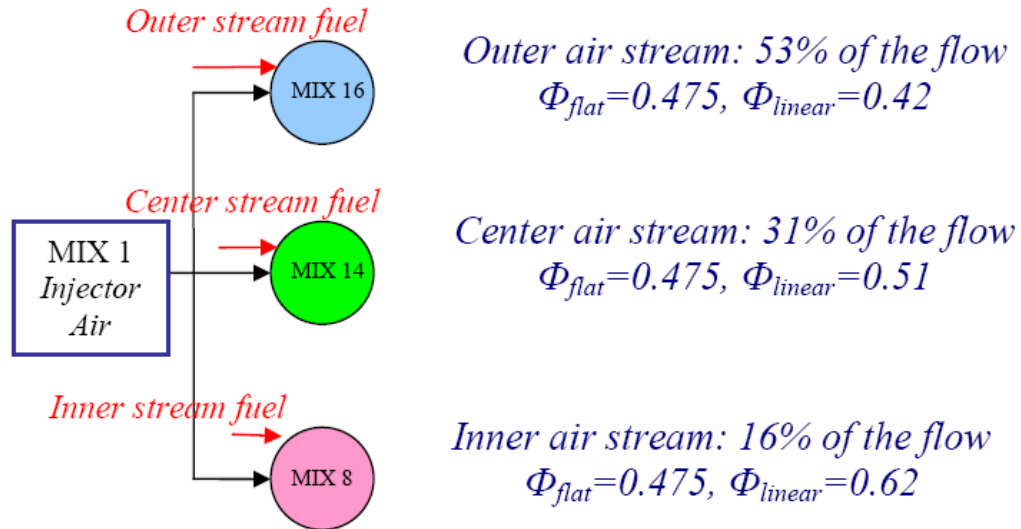 Outer stream fuel
MIX 16
Outer air stream: 53% of the flow
Φflat=0.475, Φlinear=0.42
Center stream fuel
MIX 1
Injector
Air
MIX 14
Center air stream: 31% of the flow
Φflat=0.475, Φlinear=0.51
Inner stream fuel
MIX 8
Inner air stream: 16% of the flow
Φflat=0.475, Φlinear=0.62